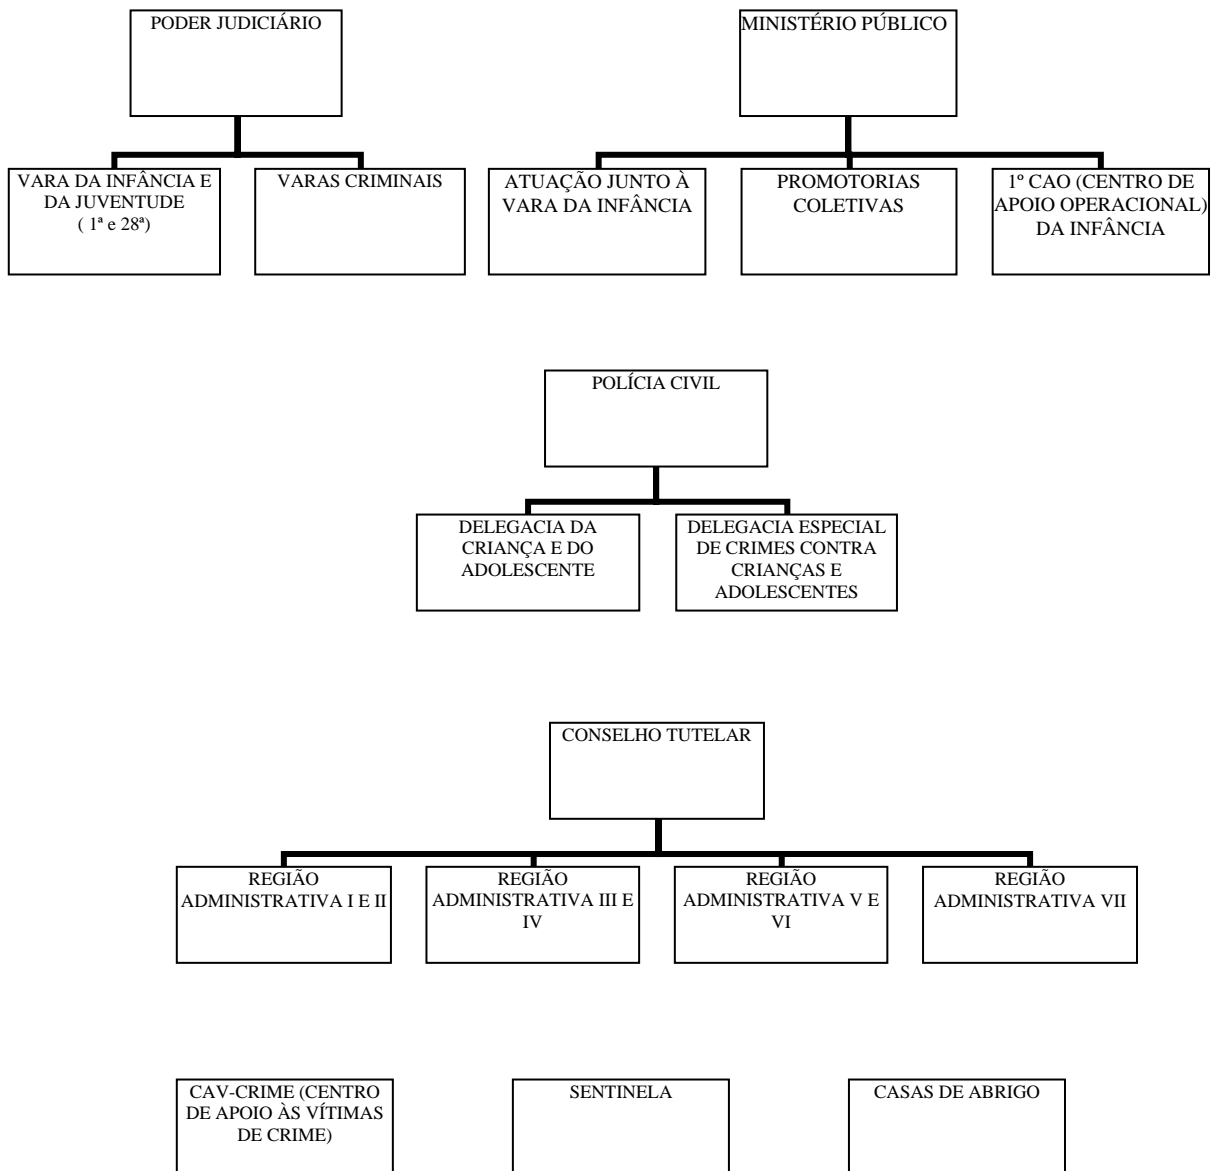 PODER JUDICIÁRIO
MINISTÉRIO PÚBLICO
VARA DA INFÂNCIA E
DA JUVENTUDE
( 1ª e 28ª)
VARAS CRIMINAIS
ATUAÇÃO JUNTO À
VARA DA INFÂNCIA
PROMOTORIAS
COLETIVAS
1º CAO (CENTRO DE
APOIO OPERACIONAL)
DA INFÂNCIA
POLÍCIA CIVIL
DELEGACIA DA
CRIANÇA E DO
ADOLESCENTE
DELEGACIA ESPECIAL
DE CRIMES CONTRA
CRIANÇAS E
ADOLESCENTES
CONSELHO TUTELAR
REGIÃO
ADMINISTRATIVA I E II
REGIÃO
ADMINISTRATIVA III E
IV
REGIÃO
ADMINISTRATIVA V E
VI
REGIÃO
ADMINISTRATIVA VII
CAV-CRIME (CENTRO
DE APOIO ÀS VÍTIMAS
DE CRIME)
SENTINELA
CASAS DE ABRIGO